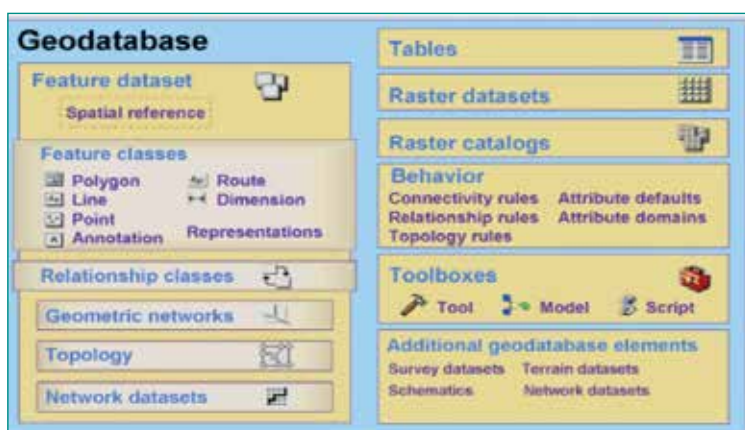 Geodatabase
Feature dataset
Spatial reference
Feature classes
Polygon
Route
Line
Dimension
Point
Annotation
Representations
Relationship classes
Geometric networks
Topology
Network datasets
Tables
Raster datasets
Raster catalogs
Behavior
Connectivity rules Attribute defaults
Relationship rules Attribute domains
Topology rules
Toolboxes
Tool Model Script
Additional geodatabase elements
Survey datasets Terrain datasets
Schematics Network datasets